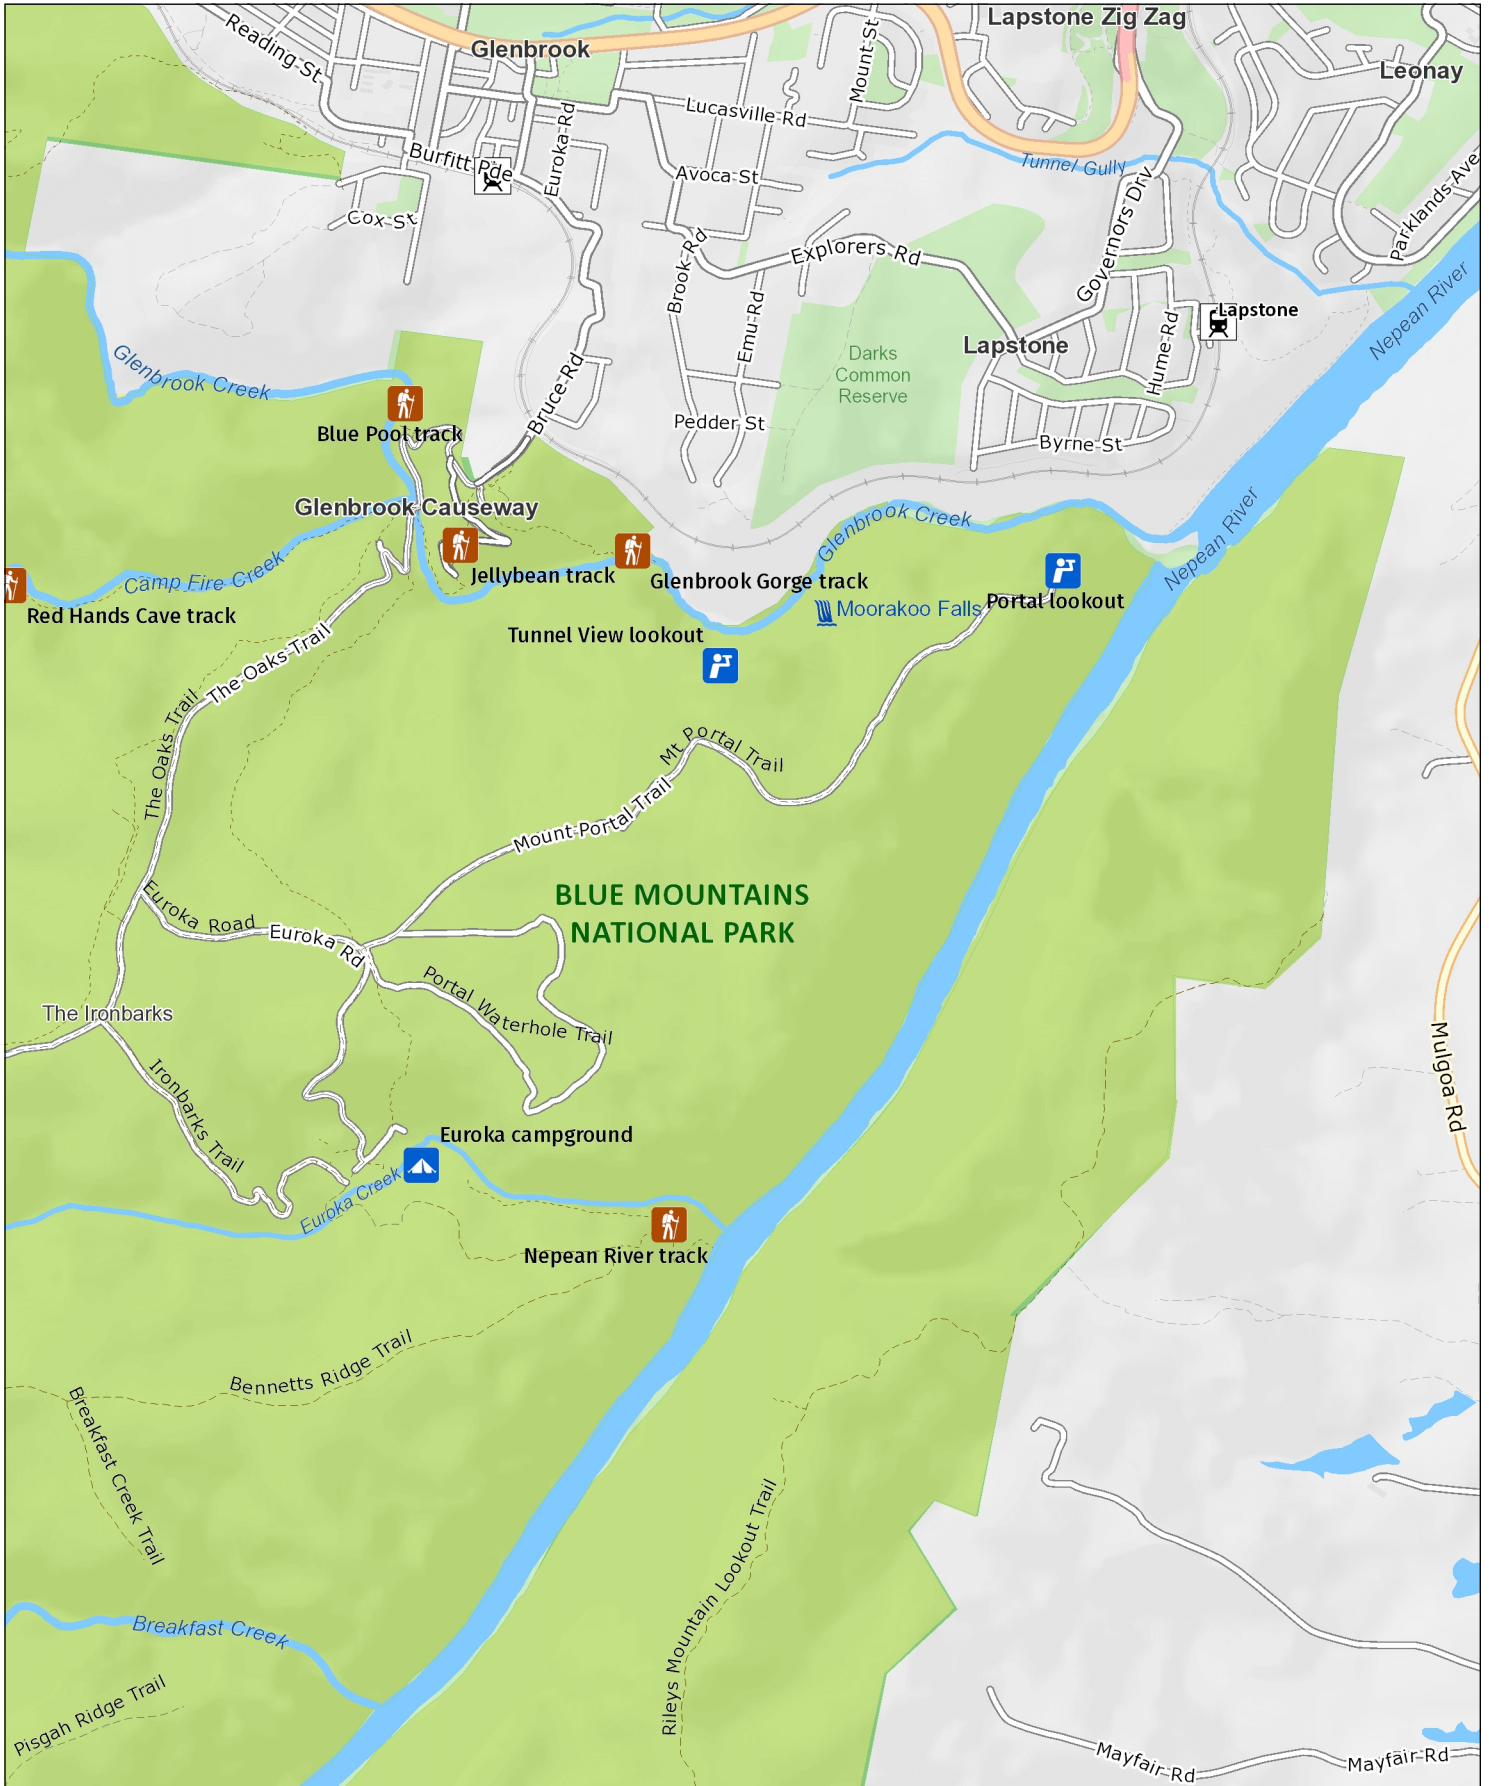 Lapstone Zig Zag
Reading St
Glenbrook
Mount St
Leonay
Lucasville Rd
Eureka Rd
Burfitt Pde
Avoca St
Tunnel Gully
Parklands Ave
Cox St
Governors Drv
Brook Rd
Explorers Rd
Emu Rd
Nepean River
Lapstone
Hume Rd
Lapstone
Glenbrook Creek
Bruce Rd
Darks
Common
Reserve
Blue Pool track
Pedder St
Byrne St
Glenbrook Causeway
Glenbrook Creek
Nepean River
Camp Fire Creek
Jellybean track
Glenbrook Gorge track
Red Hands Cave track
Moorakoo Falls
Portal lookout
Tunnel View lookout
The Oaks Trail
The Oaks Trail
Mt Portal Trail
Mount Portal Trail
BLUE MOUNTAINS
NATIONAL PARK
Euroka Road
Euroka Rd
Portal Waterhole Trail
The Ironbarks
Mulgoa Rd
Ironbarks Trail
Euroka campground
Euroka Creek
Nepean River track
Bennetts Ridge Trail
Breakfast Creek Trail
Rileys Mountain Lookout Trail
Breakfast Creek
Pisgah Ridge Trail
Mayfair Rd
Mayfair Rd